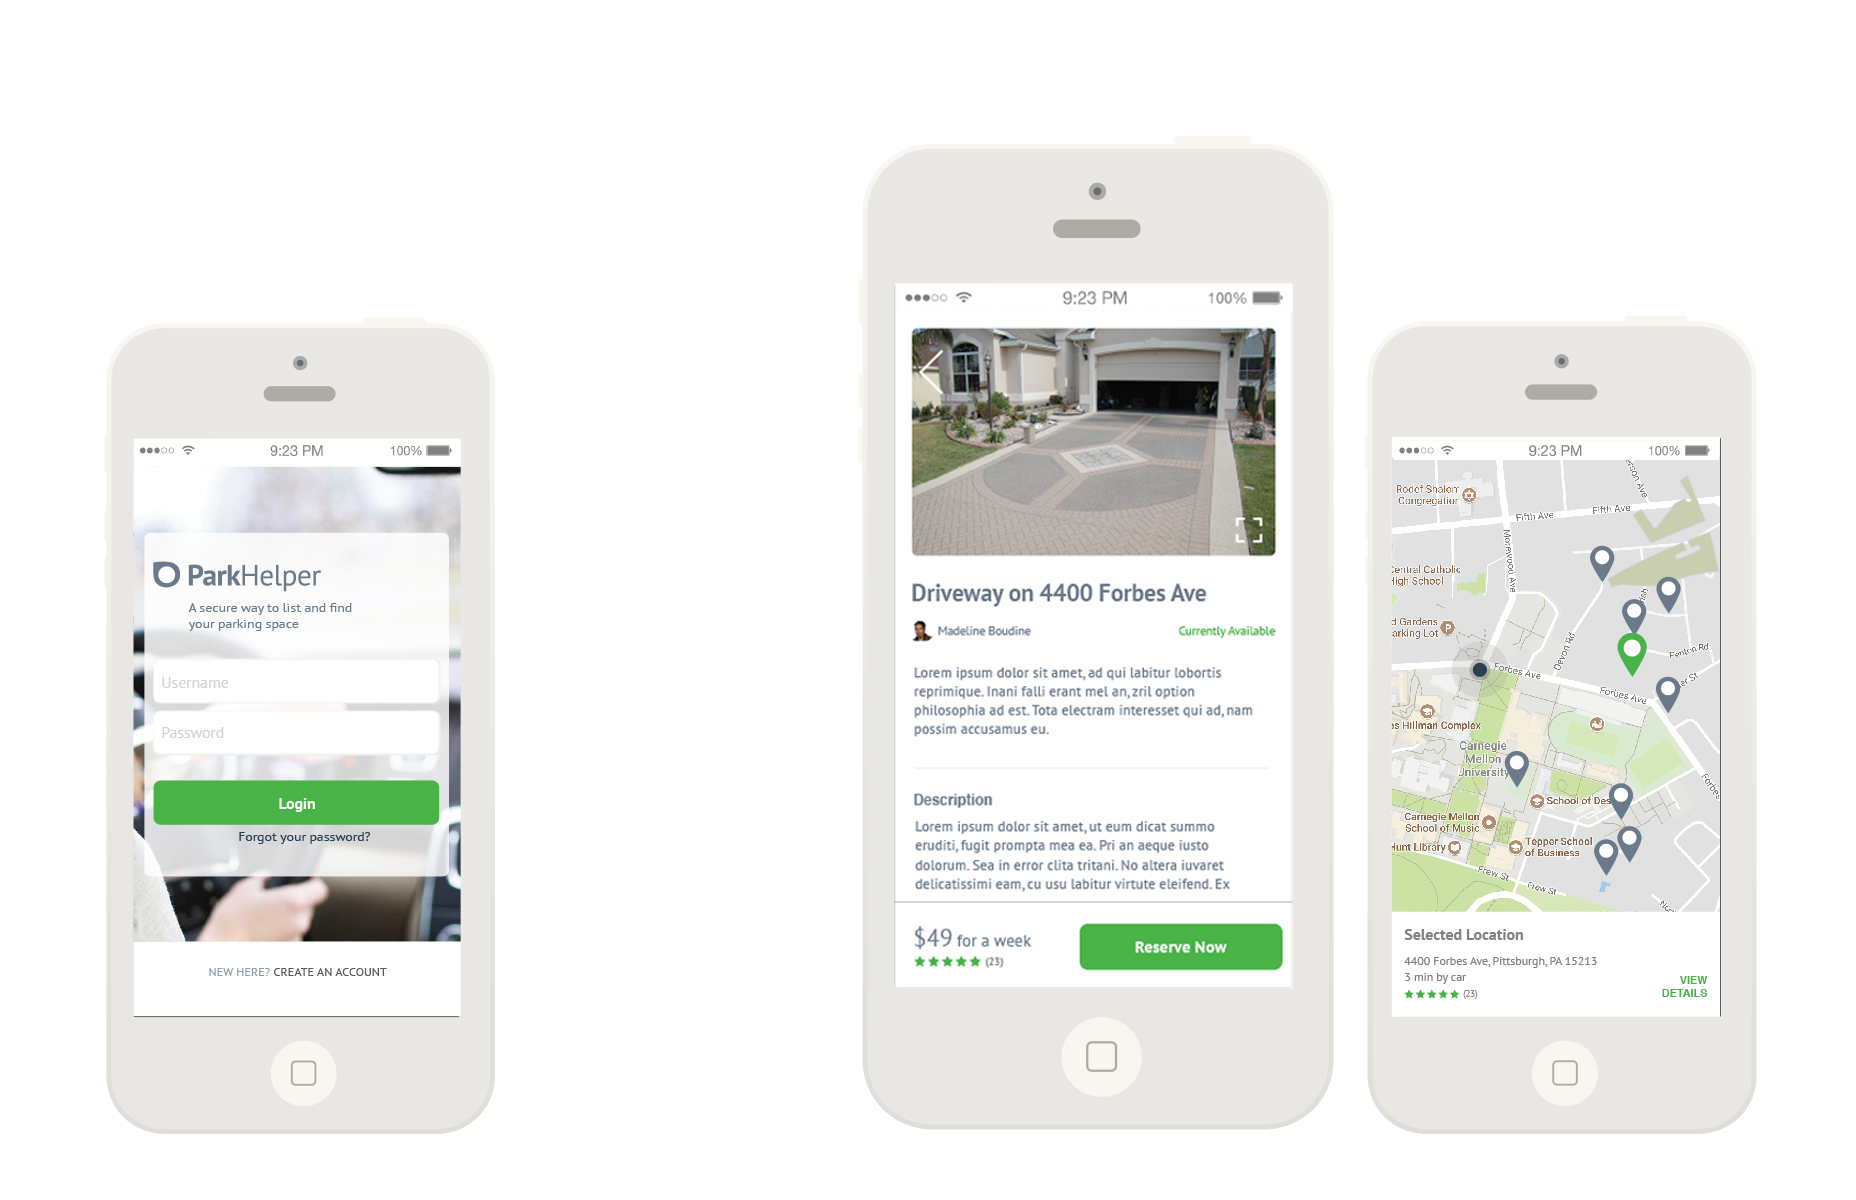 9:23 PM
100%
ParkHelper
A secure way to list and find
your parking space
Username
Password
Login
Forgot your password?
NEW HERE? CREATE AN ACCOUNT
9:23 PM
100%
Driveway on 4400 Forbes Ave
Madeline Boudine
Currently Available
Lorem ipsum dolor sit amet, ad qui labitur lobortis
reprimique. Inani falli erant mel an, zril option
philosophia ad est. Tota electram interesset qui ad, nam
possim accusamus eu.
Description
Lorem ipsum dolor sit amet, ut eum dicat summo
eruditi, fugit prompta mea ea. Pri an aeque iusto
dolorum. Sea in error clita tritani. No altera iuvaret
delicatissimi eam, cu usu labitur virtute eleifend. Ex
$49 for a week
(23)
Reserve Now
9:23 PM
100%
Rodef Shalom
Congregation
Fifth Ave
Fifth Ave
Morewood Ave
Central Catholic
High School
d Gardens
arking Lot
P
Devon Rd
Fenton Rd
Forbes Ave
Forbes Ave
er St
es Hillman Complex
Carnegie
Mellon
University
Forbes
School of Des
Carnegie Mellon
School of Music
Tepper School
of Business
Hunt Library
Frew St
Frew St
Selected Location
4400 Forbes Ave, Pittsburgh, PA 15213
3 min by car
(23)
VIEW
DETAILS